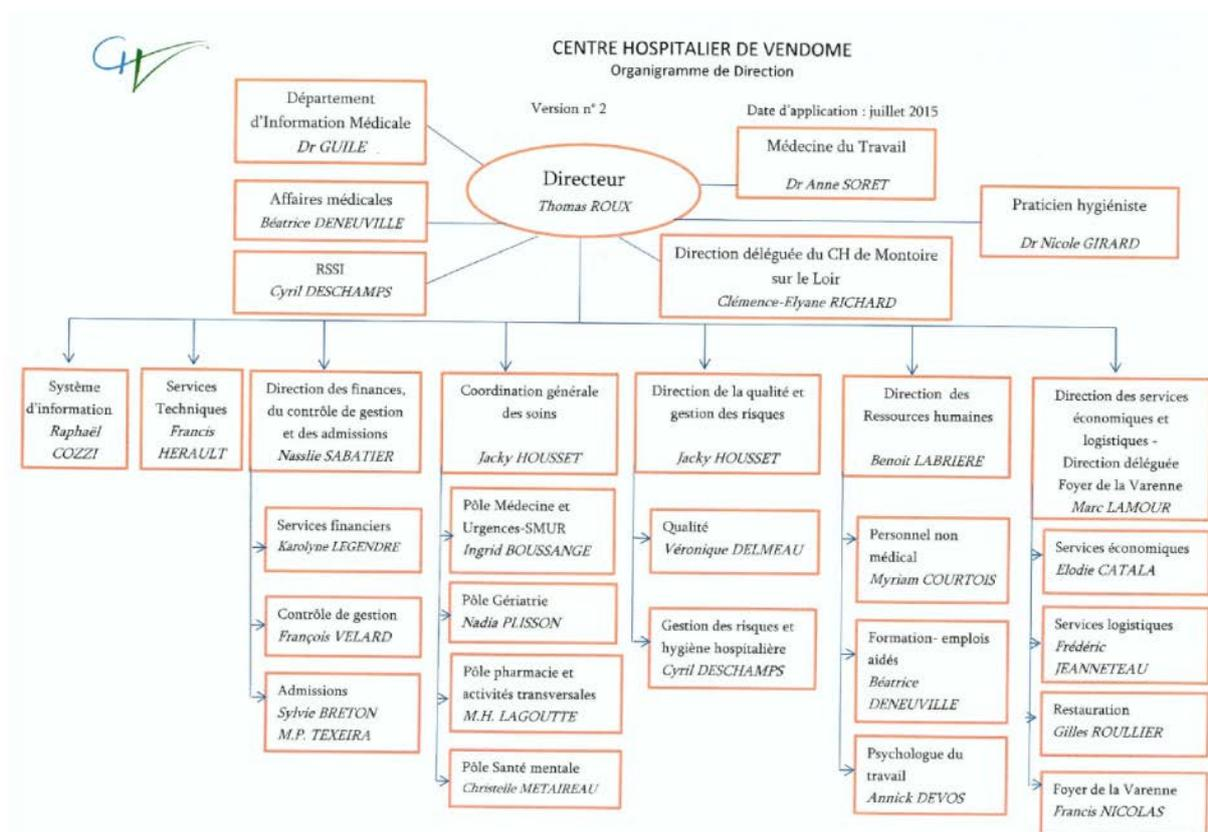 CHV
CENTRE HOSPITALIER DE VENDOME
Organigramme de Direction
Version n° 2
Date d'application : juillet 2015
Département
d'Information Médicale
Dr GUILE
Affaires médicales
Béatrice DENEUVILLE
RSSI
Cyril DESCHAMPS
Directeur
Thomas ROUX
Médecine du Travail
Dr Anne SORET
Praticien hygiéniste
Dr Nicole GIRARD
Direction déléguée du CH de Montoire
sur le Loir
Clémence-Elyane RICHARD
Système
d'information
Raphaël
COZZI
Services
Techniques
Francis
HERAULT
Direction des finances,
du contrôle de gestion
et des admissions
Nasslie SABATIER
Services financiers
Karolyne LEGENDRE
Contrôle de gestion
François VELARD
Admissions
Sylvie BRETON
M.P. TEXEIRA
Coordination générale
des soins
Jacky HOUSSET
Pôle Médecine et
Urgences-SMUR
Ingrid BOUSSANGE
Pôle Gériatrie
Nadia PLISSON
Pôle pharmacie et
activités transversales
M.H. LAGOUTTE
Pôle Santé mentale
Christelle METAIREAU
Direction de la qualité et
gestion des risques
Jacky HOUSSET
Qualité
Véronique DELMEAU
Gestion des risques et
hygiène hospitalière
Cyril DESCHAMPS
Direction des
Ressources humaines
Benoit LABRIERE
Personnel non
médical
Myriam COURTOIS
Formation- emplois
aidés
Béatrice
DENEUVILLE
Psychologue du
travail
Annick DEVOS
Direction des services
économiques et
logistiques -
Direction déléguée
Foyer de la Varenne
Marc LAMOUR
Services économiques
Elodie CATALA
Services logistiques
Frédéric
JEANNETEAU
Restauration
Gilles ROULLIER
Foyer de la Varenne
Francis NICOLAS